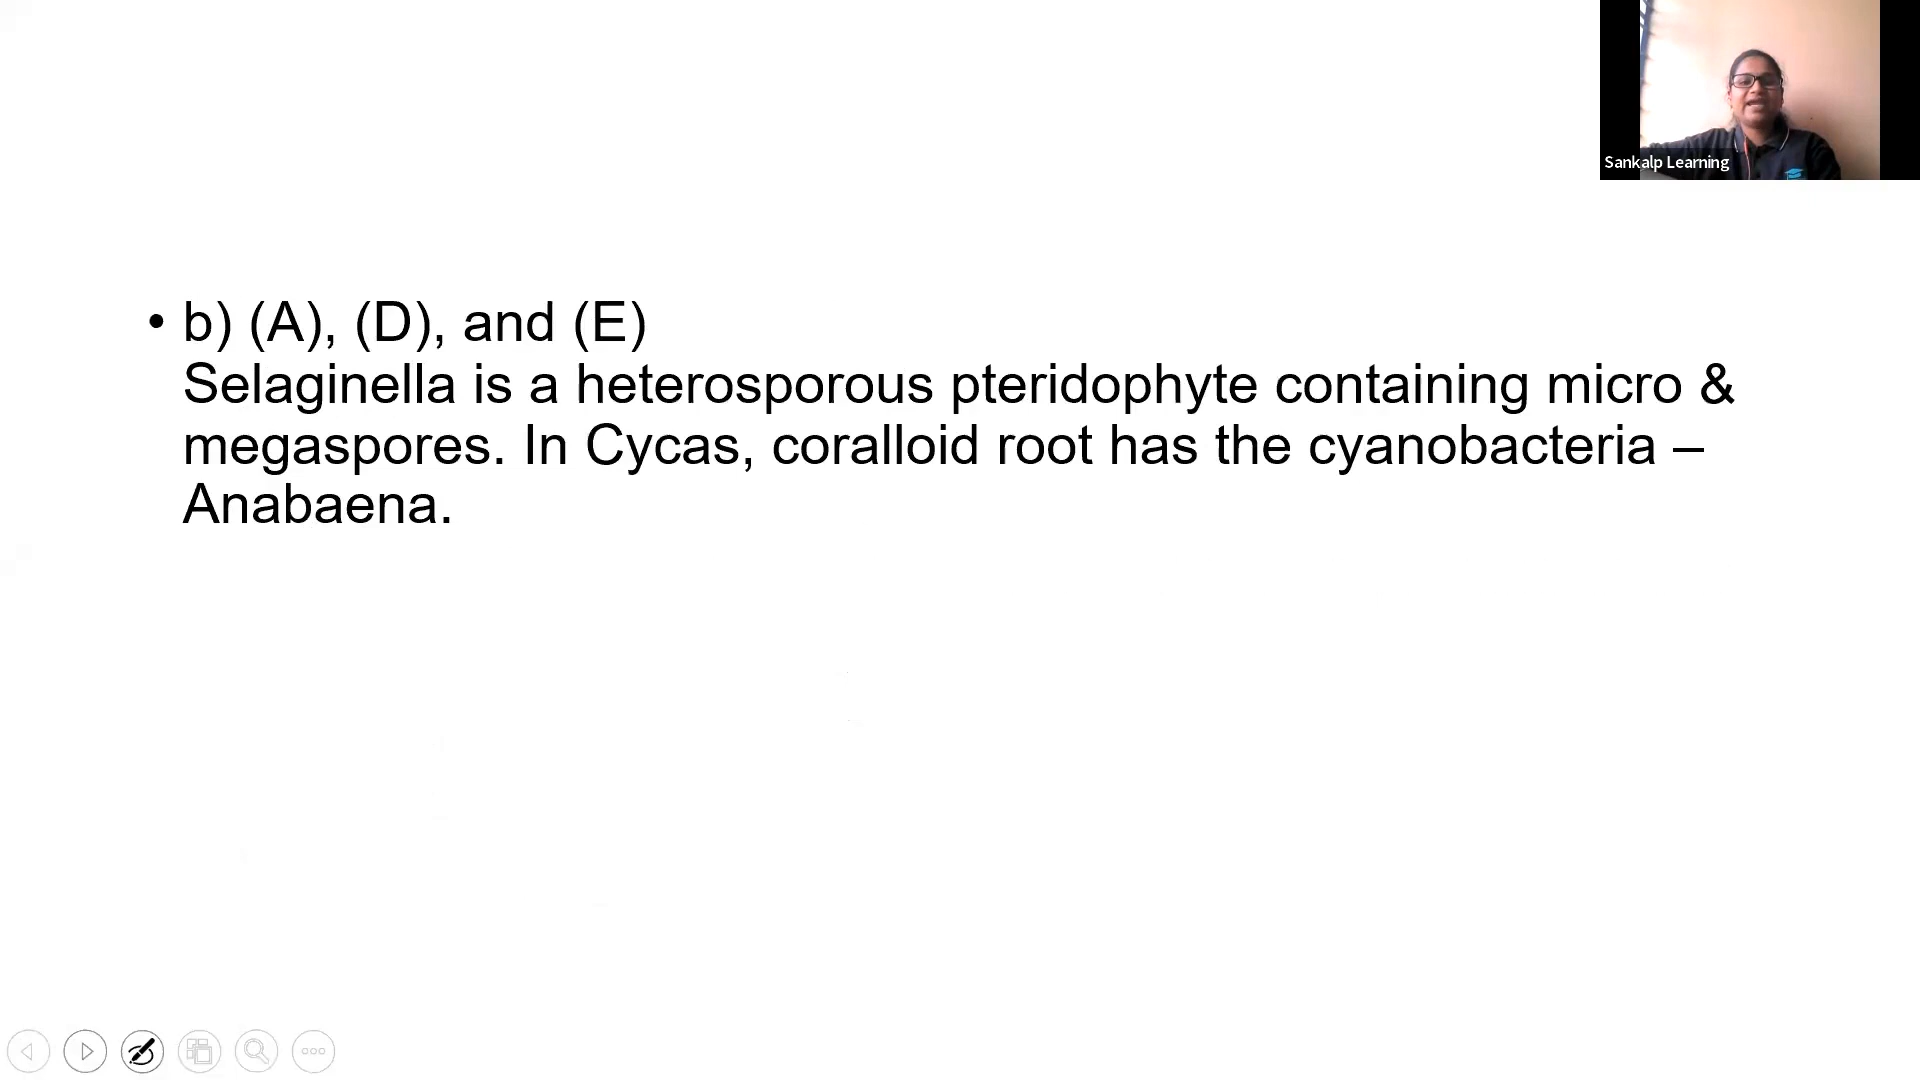 Sankalp Learning
• b) (A), (D), and (E)
Selaginella is a heterosporous pteridophyte containing micro &
megaspores. In Cycas, coralloid root has the cyanobacteria –
Anabaena.